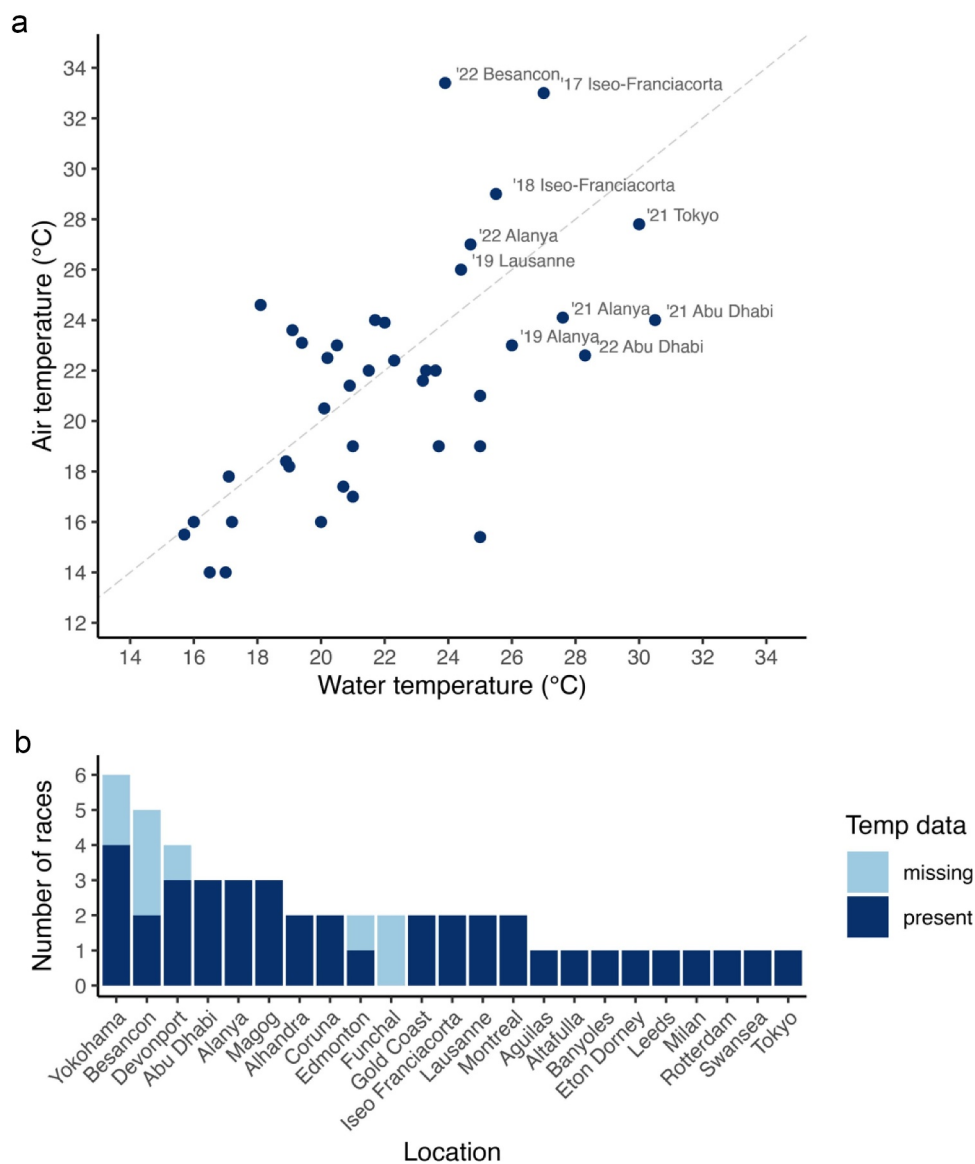 a
34
32
30
28
26
24
22
20
18
16
14
12
Air temperature (°C)
'22 Besancon
'17 Iseo-Franciacorta
'18 Iseo-Franciacorta
'21 Tokyo
'22 Alanya
'19 Lausanne
'21 Alanya
'21 Abu Dhabi
'19 Alanya
'22 Abu Dhabi
14 16 18 20 22 24 26 28 30 32 34
Water temperature (°C)
b
6
5
4
3
2
1
0
Number of races
Temp data
missing
present
Yokohama
Besancon
Devonport
Abu Dhabi
Alanya
Magog
Alhandra
Coruna
Edmonton
Funchal
Gold Coast
Iseo Franciacorta
Lausanne
Montreal
Aguilas
Altafulla
Banyoles
Eton Dorney
Leeds
Milan
Rotterdam
Swansea
Tokyo
Location